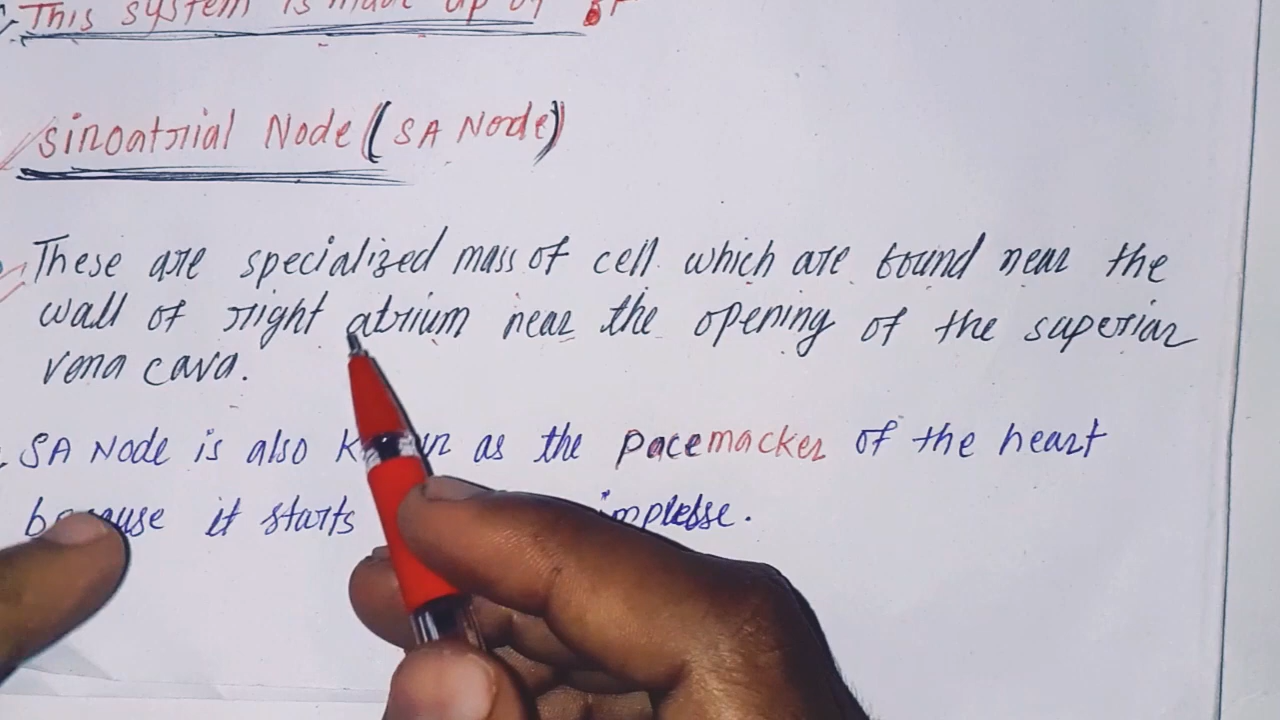 This system is made up of
Sinoatrial Node (SA Node)
These are specialized mass of cell which are found near the
wall of right atrium near the opening of the superior
vena cava.
SA Node is also as the pacemacker of the heart
because it starts